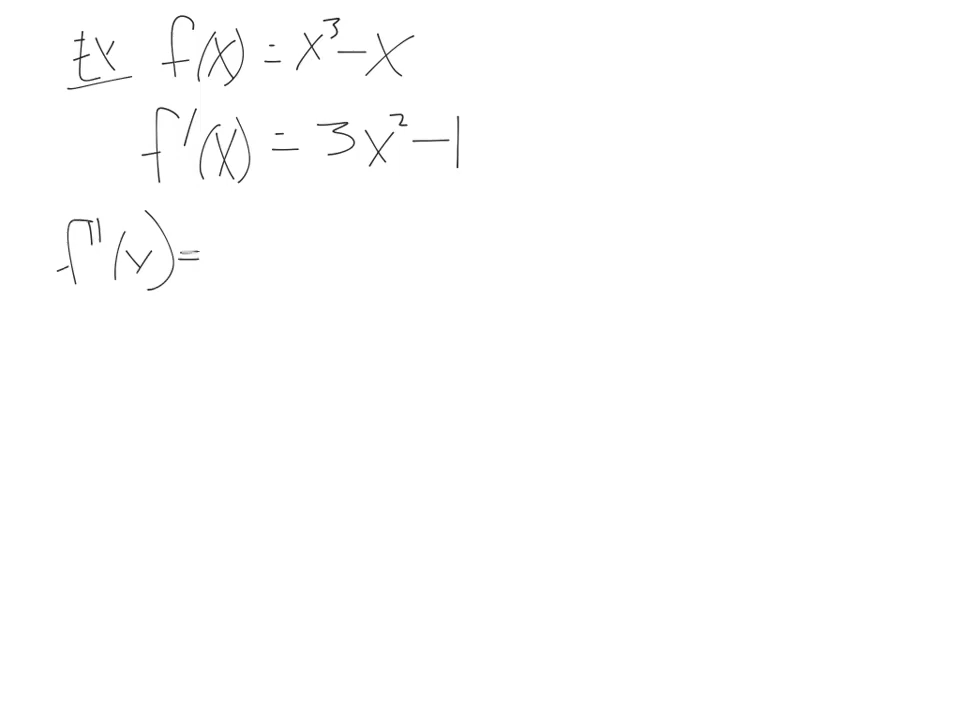 Ex f(x) = x³ - x
f'(x) = 3x² - 1
f''(x) =